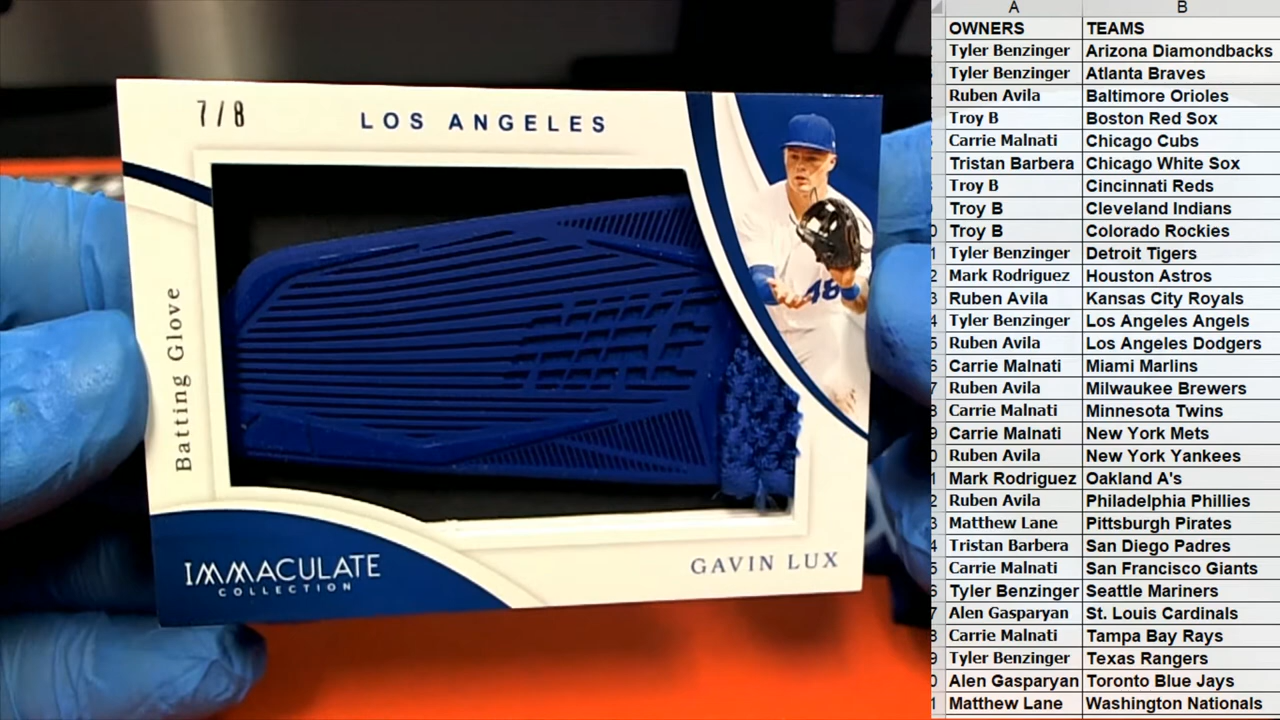 7/8
LOS ANGELES
Batting Glove
48
IMMACULATE
COLLECTION
GAVIN LUX
A B
OWNERS TEAMS
Tyler Benzinger Arizona Diamondbacks
Tyler Benzinger Atlanta Braves
Ruben Avila Baltimore Orioles
Troy B Boston Red Sox
Carrie Malnati Chicago Cubs
Tristan Barbera Chicago White Sox
Troy B Cincinnati Reds
Troy B Cleveland Indians
Troy B Colorado Rockies
Tyler Benzinger Detroit Tigers
Mark Rodriguez Houston Astros
Ruben Avila Kansas City Royals
Tyler Benzinger Los Angeles Angels
Ruben Avila Los Angeles Dodgers
Carrie Malnati Miami Marlins
Ruben Avila Milwaukee Brewers
Carrie Malnati Minnesota Twins
Carrie Malnati New York Mets
Ruben Avila New York Yankees
Mark Rodriguez Oakland A's
Ruben Avila Philadelphia Phillies
Matthew Lane Pittsburgh Pirates
Tristan Barbera San Diego Padres
Carrie Malnati San Francisco Giants
Tyler Benzinger Seattle Mariners
Alen Gasparyan St. Louis Cardinals
Carrie Malnati Tampa Bay Rays
Tyler Benzinger Texas Rangers
Alen Gasparyan Toronto Blue Jays
Matthew Lane Washington Nationals